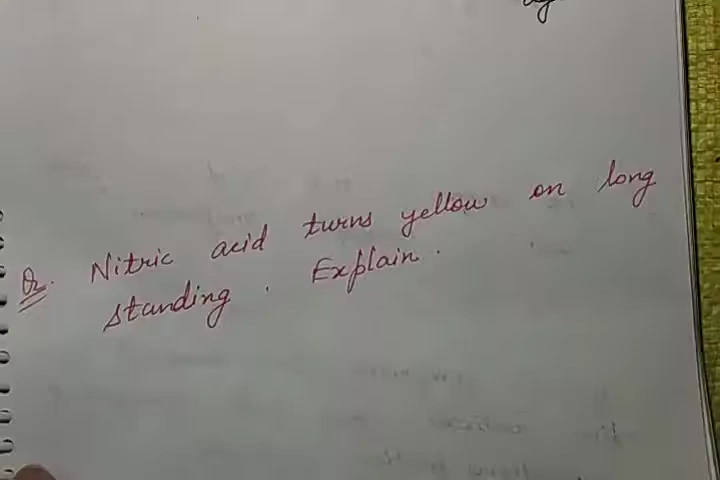 Q. Nitric acid turns yellow on long
standing. Explain.